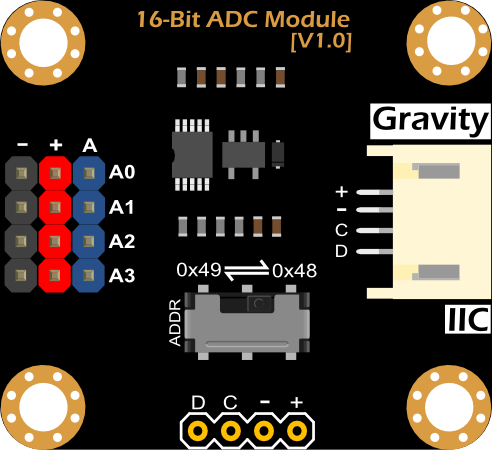 16-Bit ADC Module
[V1.0]
Gravity
- + A
A0
A1
A2
A3
+
-
C
D
0x49 0x48
ADDR
IIC
D C - +